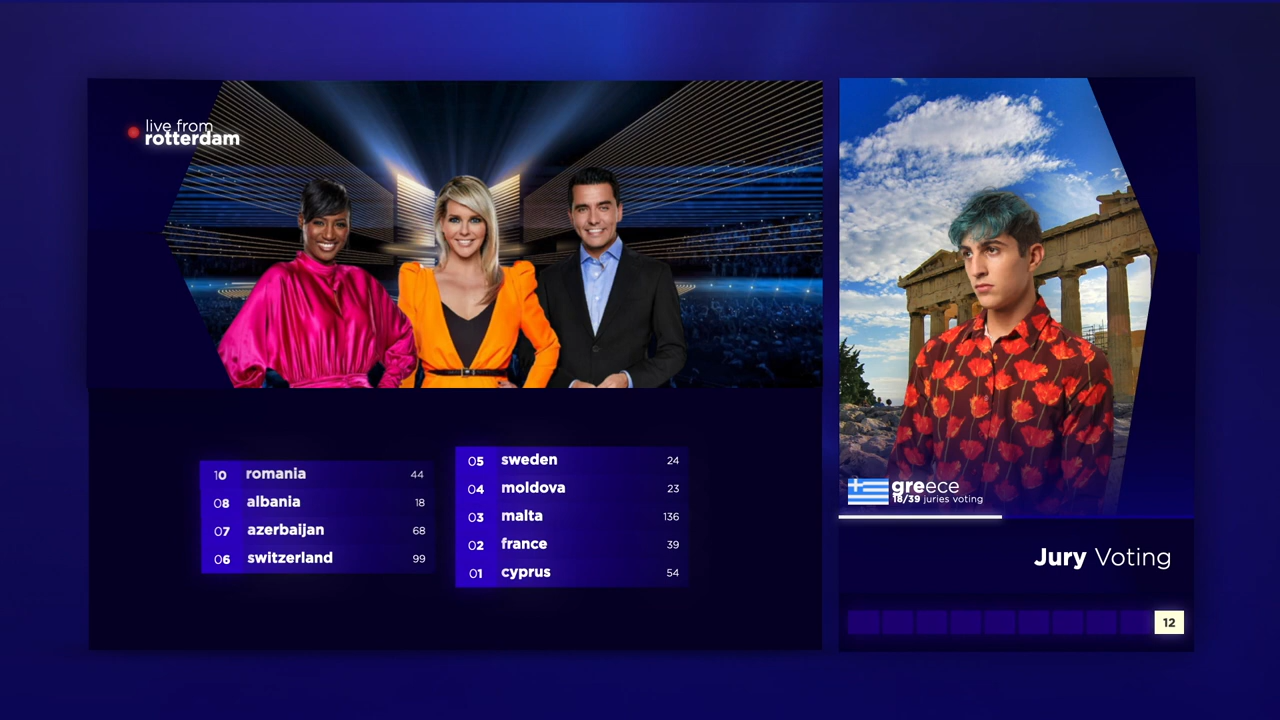 live from
rotterdam
10 romania 44
08 albania 18
07 azerbaijan 68
06 switzerland 99
05 sweden 24
04 moldova 23
03 malta 136
02 france 39
01 cyprus 54
greece
18/39 juries voting
Jury Voting
12